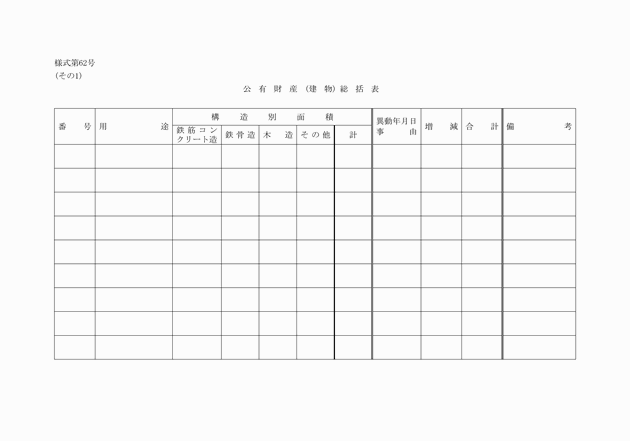 様式第62号
(その1)
公有財産(建物)総括表
番号 用途 構造別面積 異動年月日事由 増減 合計 備考
鉄筋コンクリート造 鉄骨造 木造 その他 計